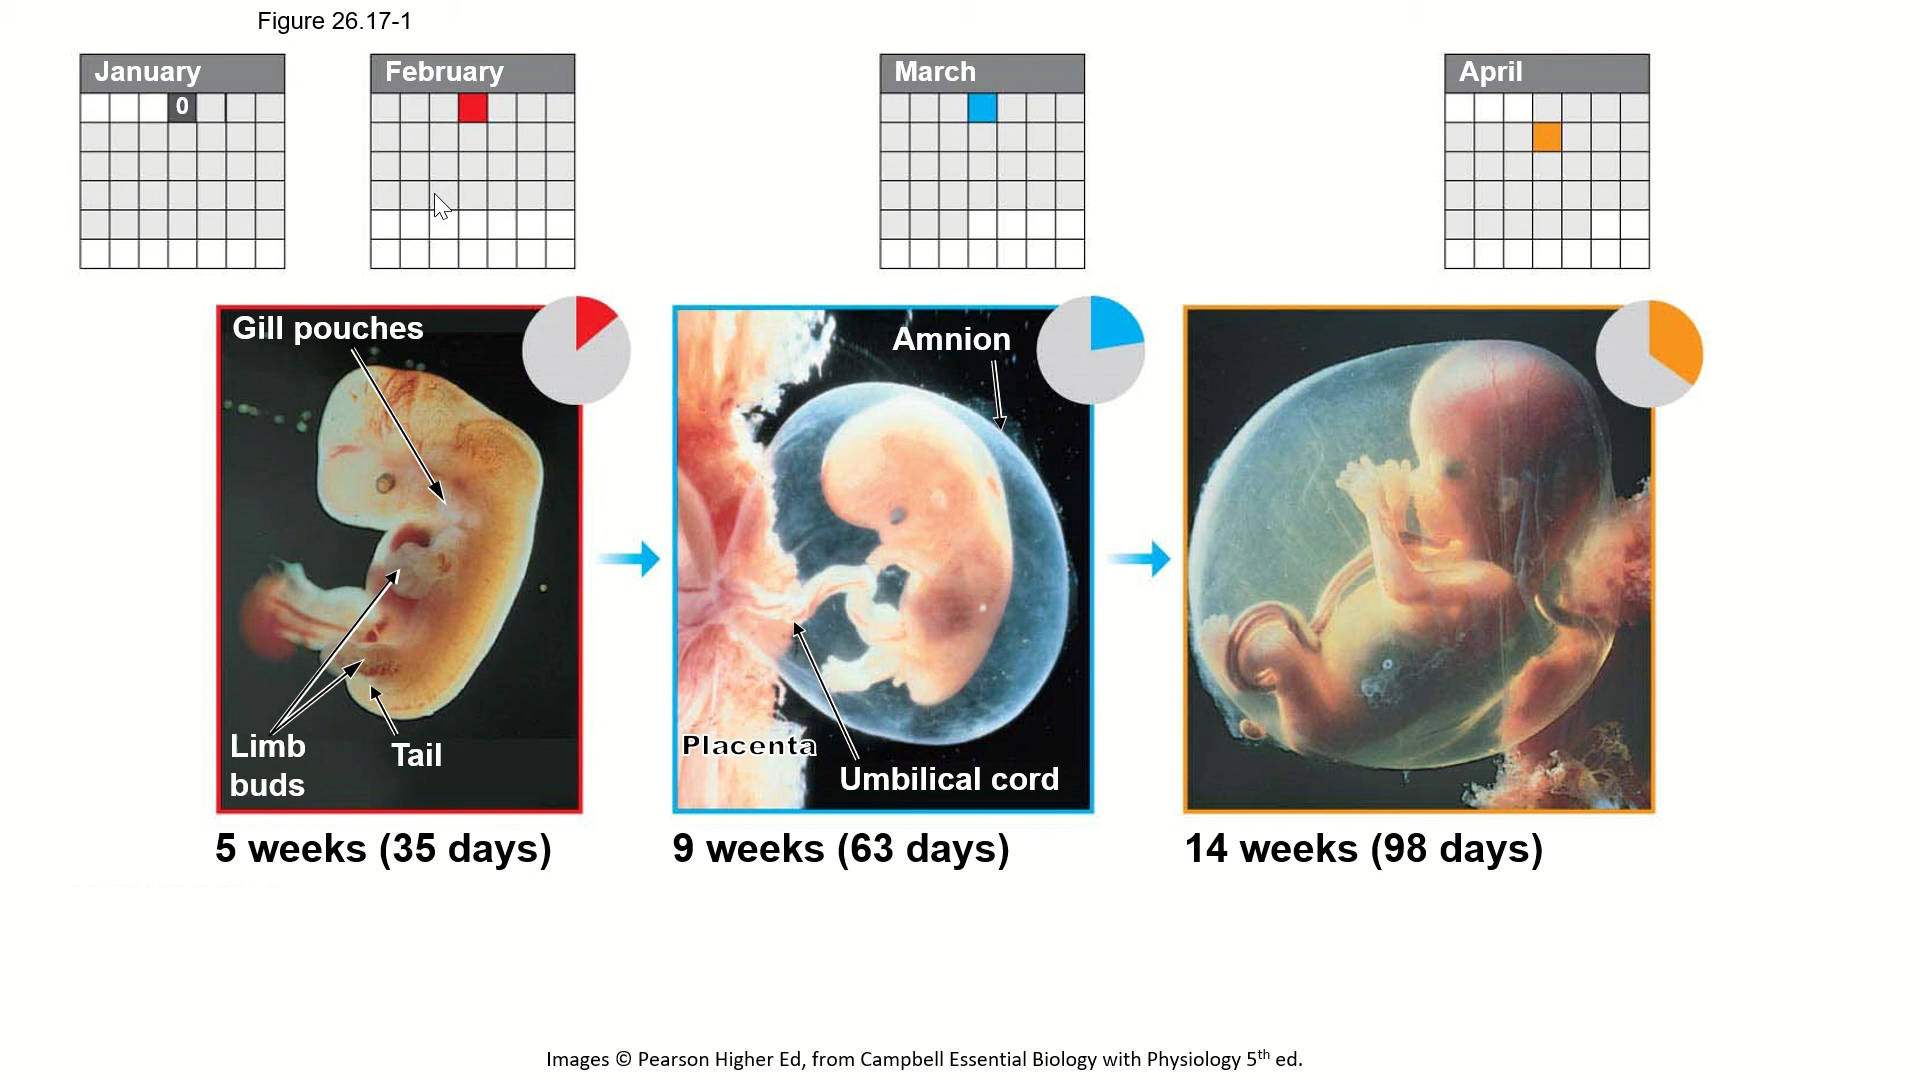 Figure 26.17-1
January
February
March
April
0
Gill pouches
Limb
buds
Tail
Amnion
Placenta
Umbilical cord
5 weeks (35 days)
9 weeks (63 days)
14 weeks (98 days)
Images © Pearson Higher Ed, from Campbell Essential Biology with Physiology 5th ed.